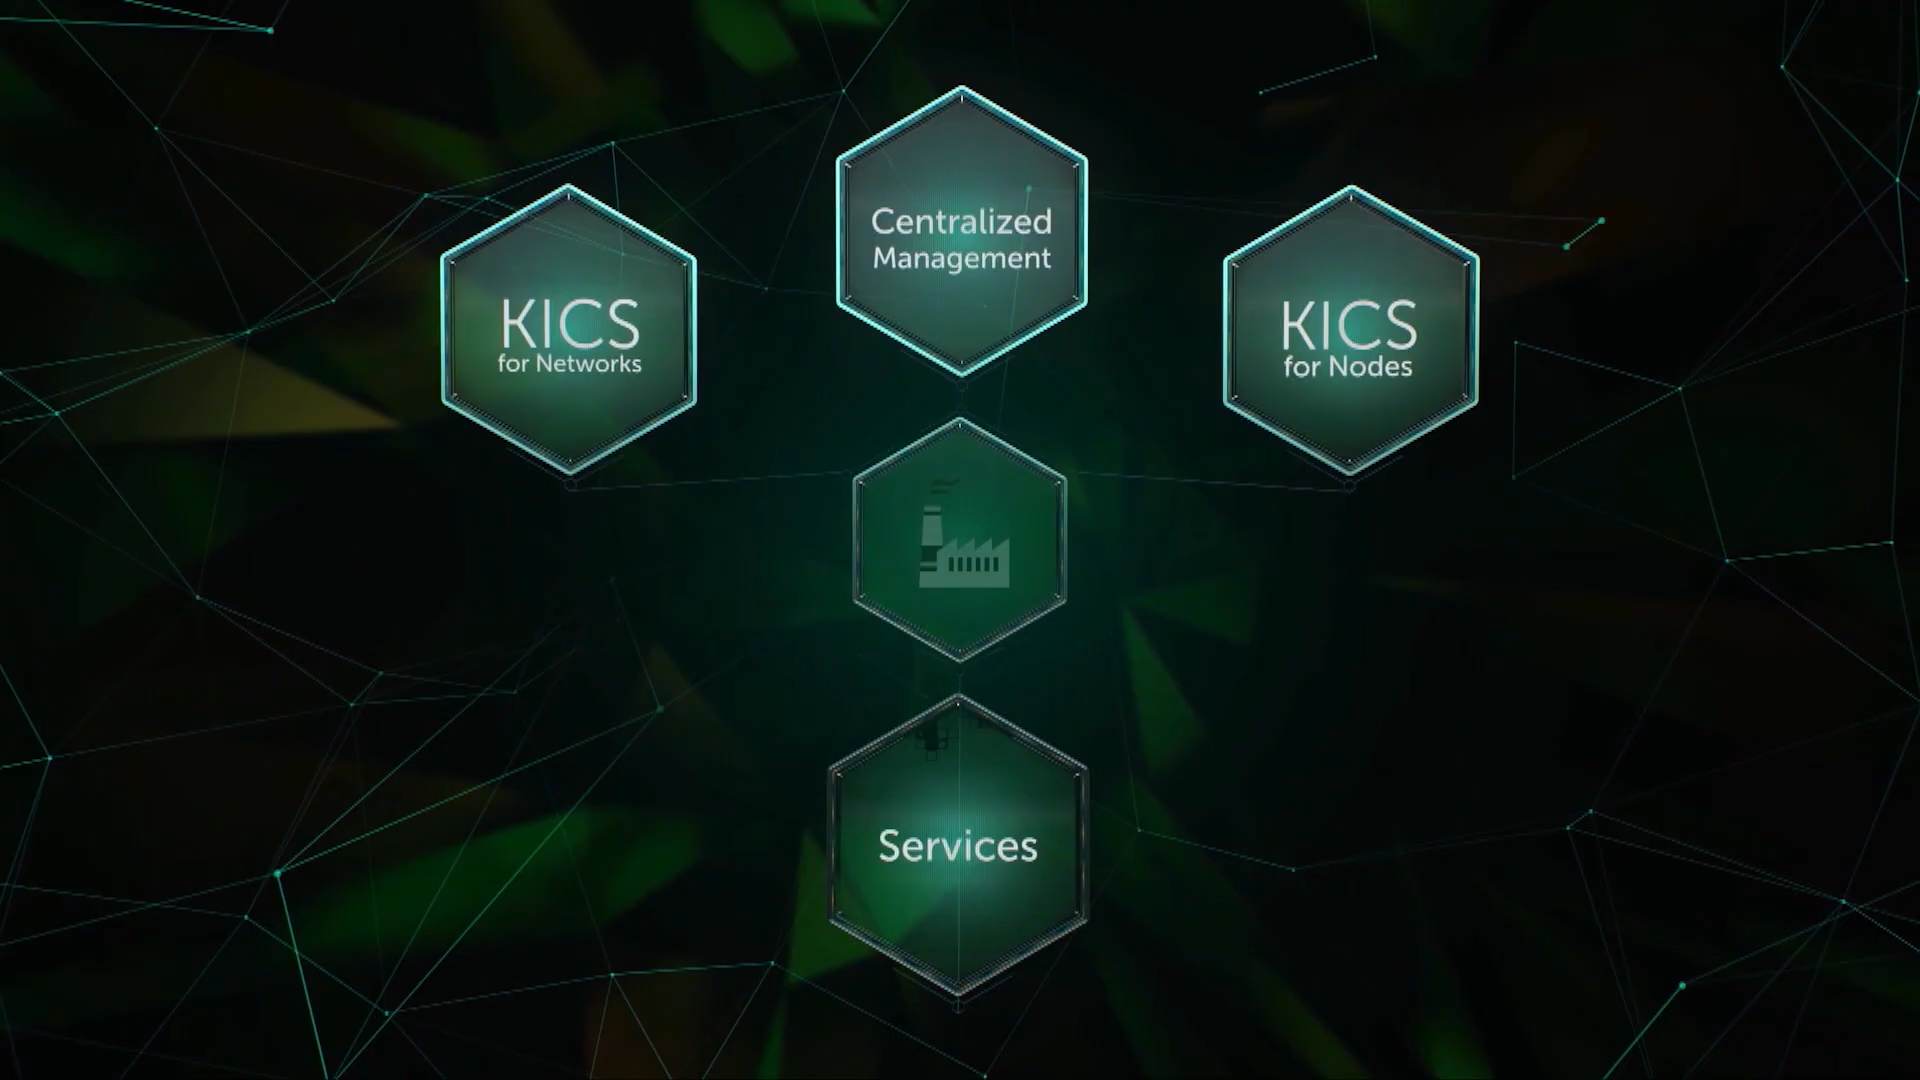 Centralized
Management
KICS
for Networks
KICS
for Nodes
Services